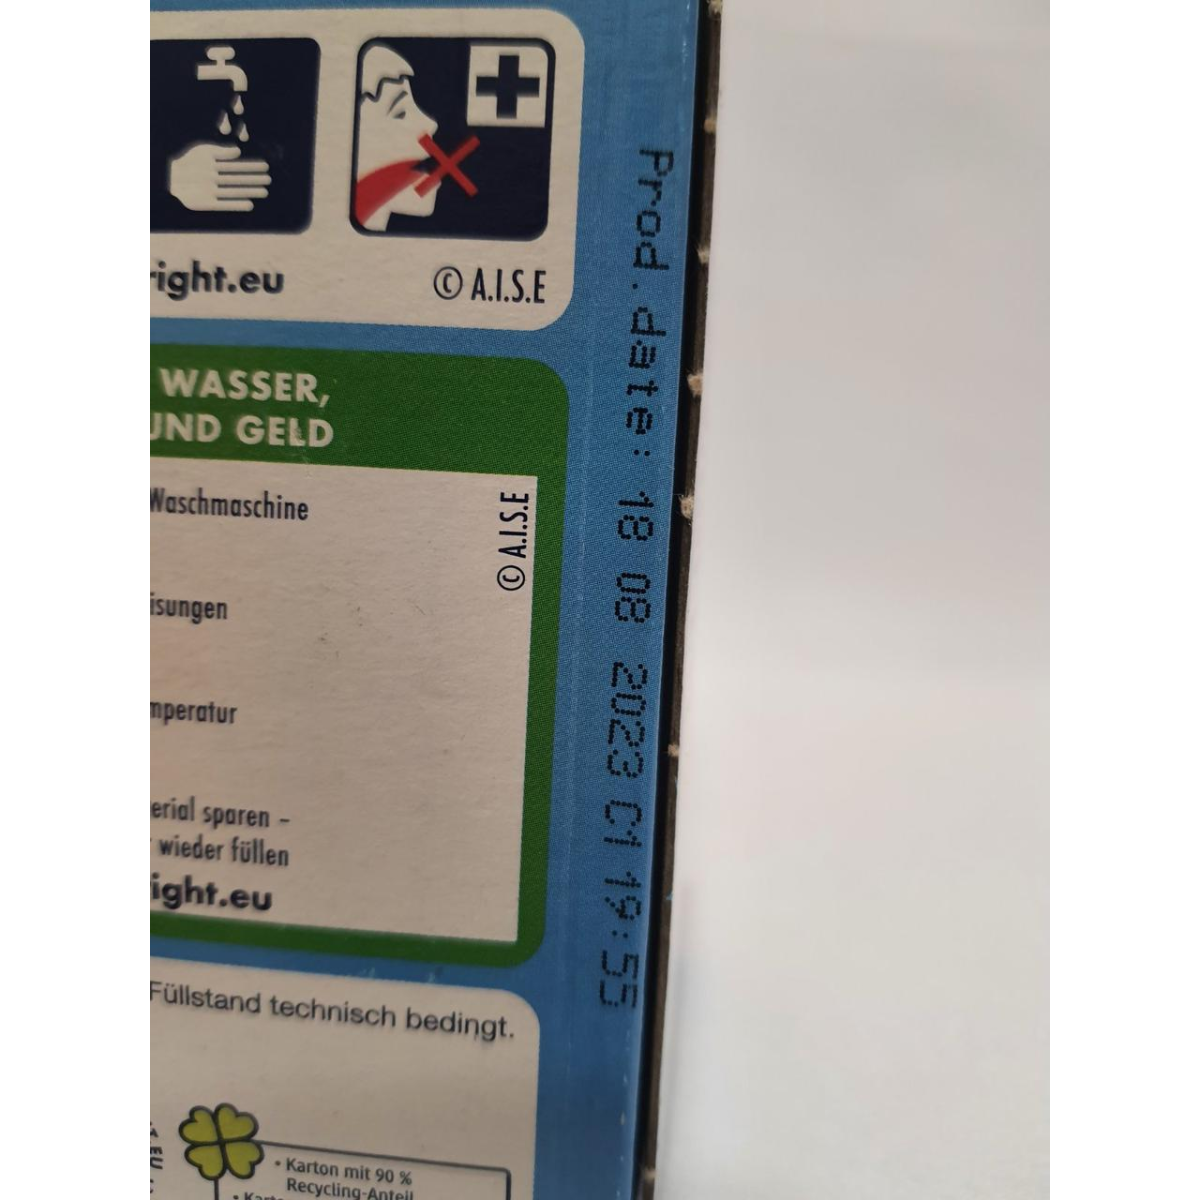 right.eu
© A.I.S.E
WASSER,
UND GELD
Waschmaschine
© A.I.S.E
isungen
mperatur
erial sparen –
wieder füllen
ight.eu
Füllstand technisch bedingt.
• Karton mit 90 %
Recycling-Anteil
Prod.date: 18 08 2023 C1 19:55